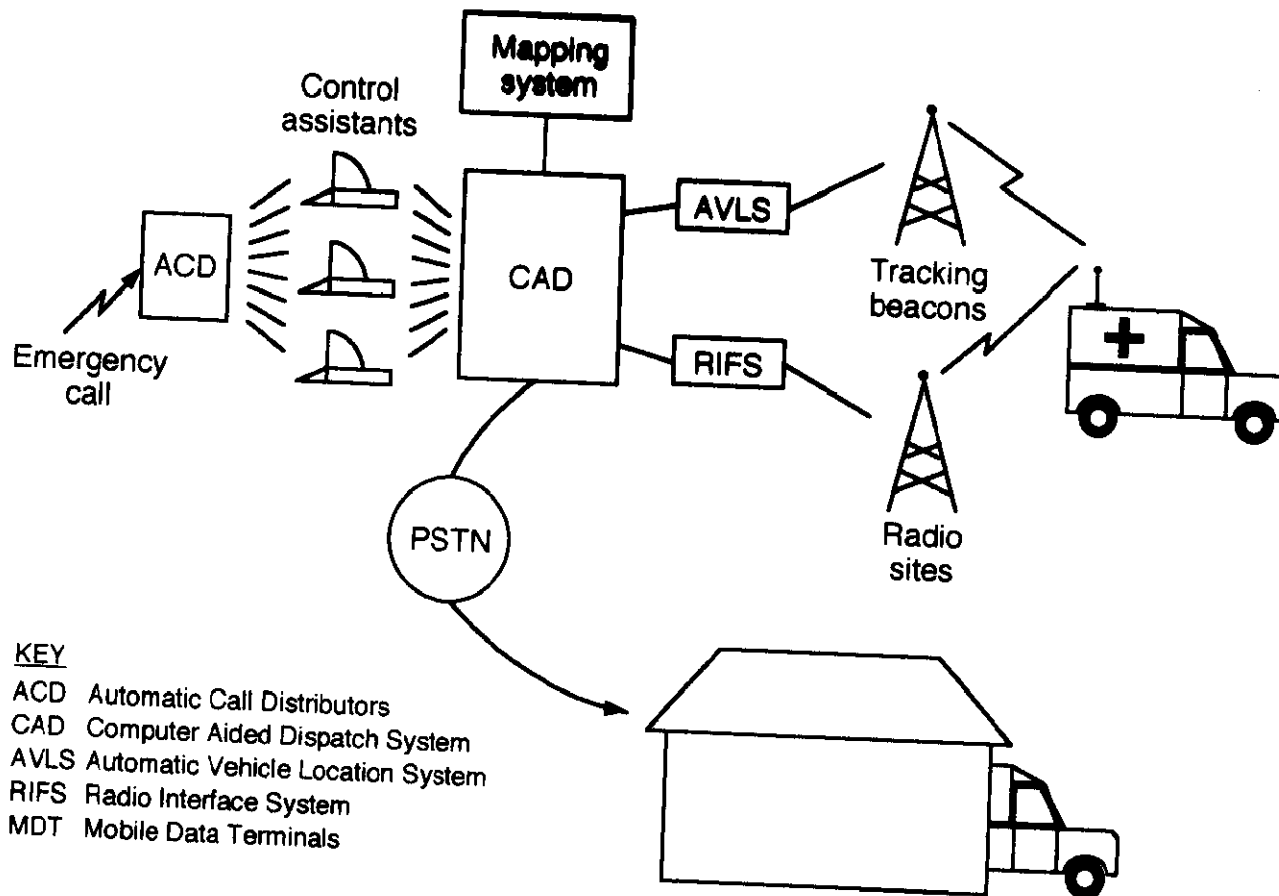 Mapping
system
Control
assistants
ACD
CAD
AVLS
Tracking
beacons
Emergency
call
RIFS
Radio
sites
PSTN
KEY
ACD Automatic Call Distributors
CAD Computer Aided Dispatch System
AVLS Automatic Vehicle Location System
RIFS Radio Interface System
MDT Mobile Data Terminals